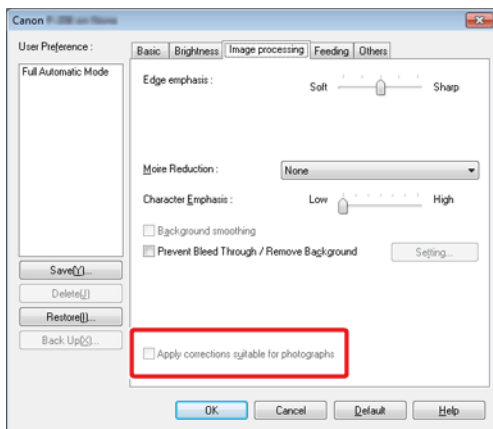 Canon
User Preference :
Full Automatic Mode
Save(Y)...
Delete(J)
Restore(I)...
Back Up(X)...
Basic Brightness Image processing Feeding Others
Edge emphasis : Soft Sharp
Moire Reduction : None
Character Emphasis : Low High
Background smoothing
Prevent Bleed Through / Remove Background Setting...
Apply corrections suitable for photographs
OK Cancel Default Help